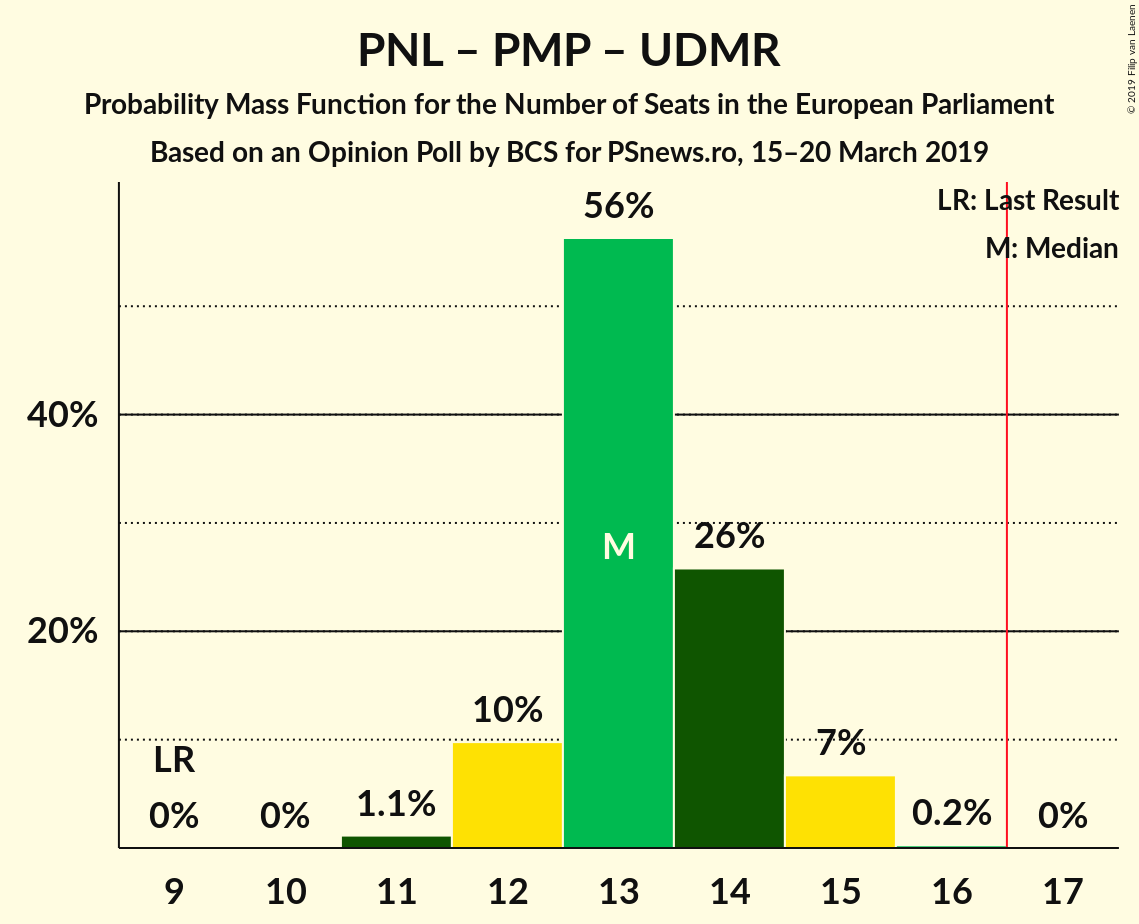 PNL – PMP – UDMR
Probability Mass Function for the Number of Seats in the European Parliament
Based on an Opinion Poll by BCS for PSnews.ro, 15–20 March 2019
© 2019 Filip van Laenen
LR: Last Result
M: Median
56%
40%
M
26%
20%
10%
7%
LR
0%
0%
1.1%
0.2%
0%
9 10 11 12 13 14 15 16 17